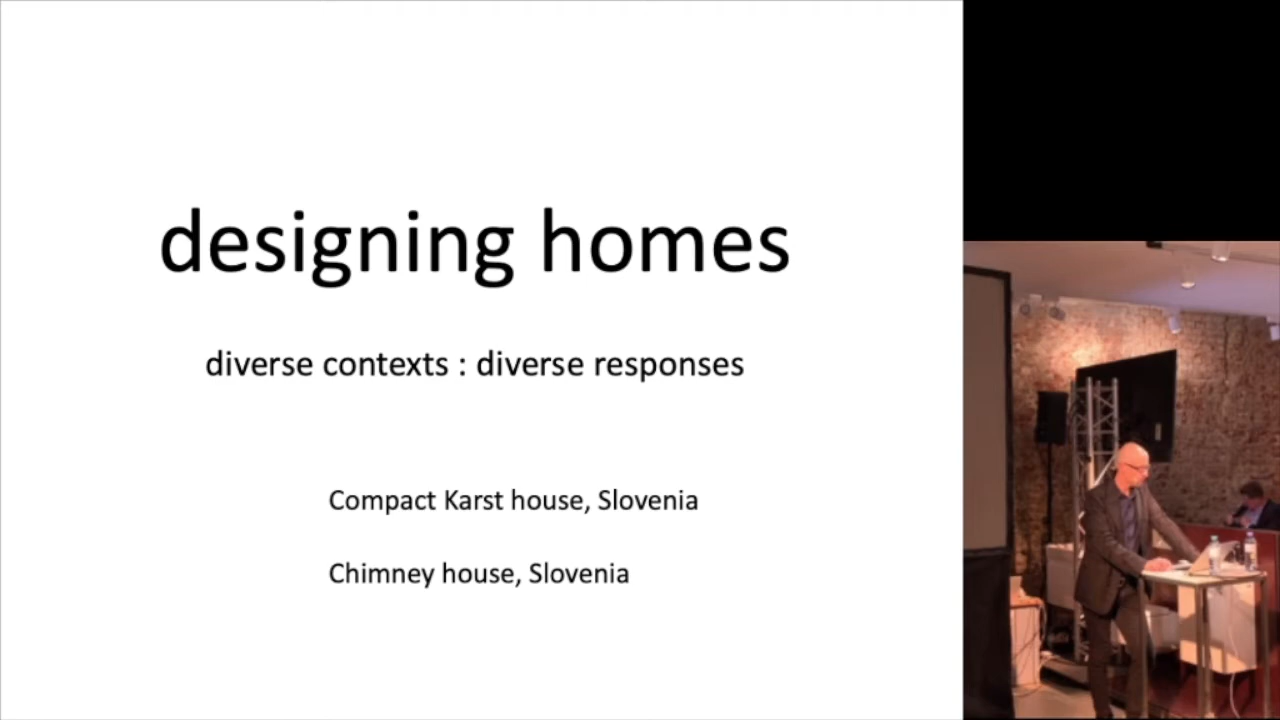 designing homes
diverse contexts : diverse responses
Compact Karst house, Slovenia
Chimney house, Slovenia